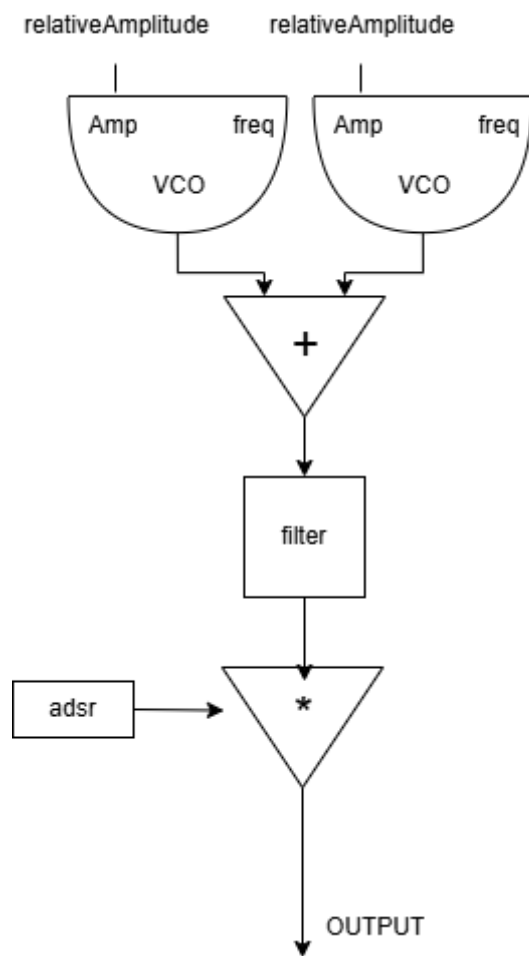 relativeAmplitude relativeAmplitude
Amp freq Amp freq
VCO VCO
+
filter
adsr *
OUTPUT